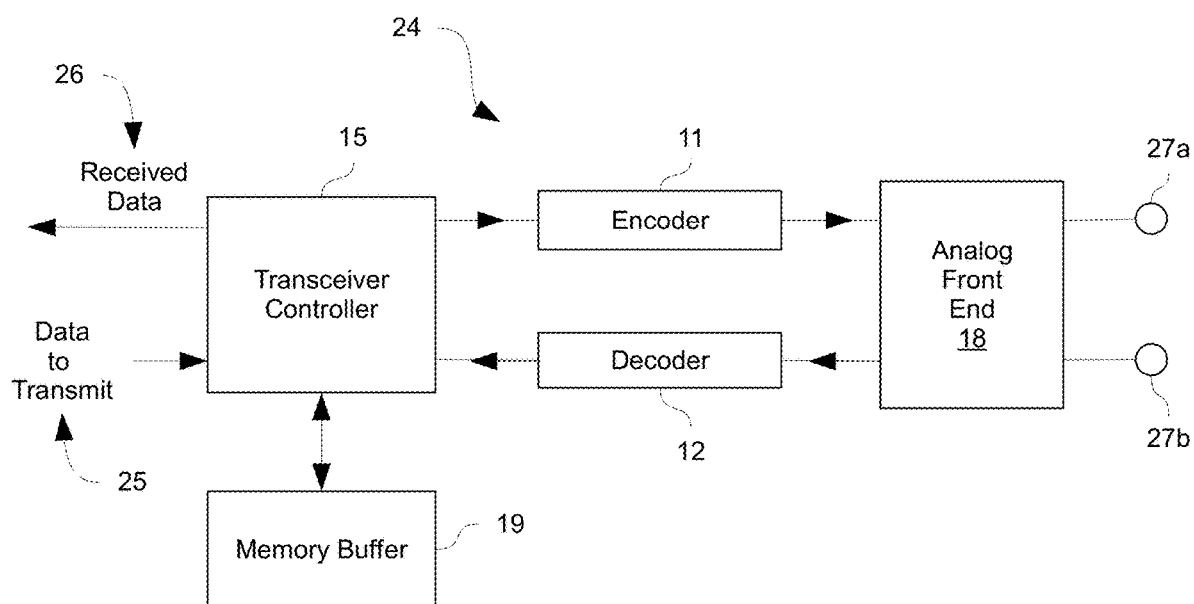 24
26
15
11
27a
Received
Data
Encoder
Transceiver
Controller
Analog
Front
End
18
Data
to
Transmit
Decoder
12
27b
25
19
Memory Buffer